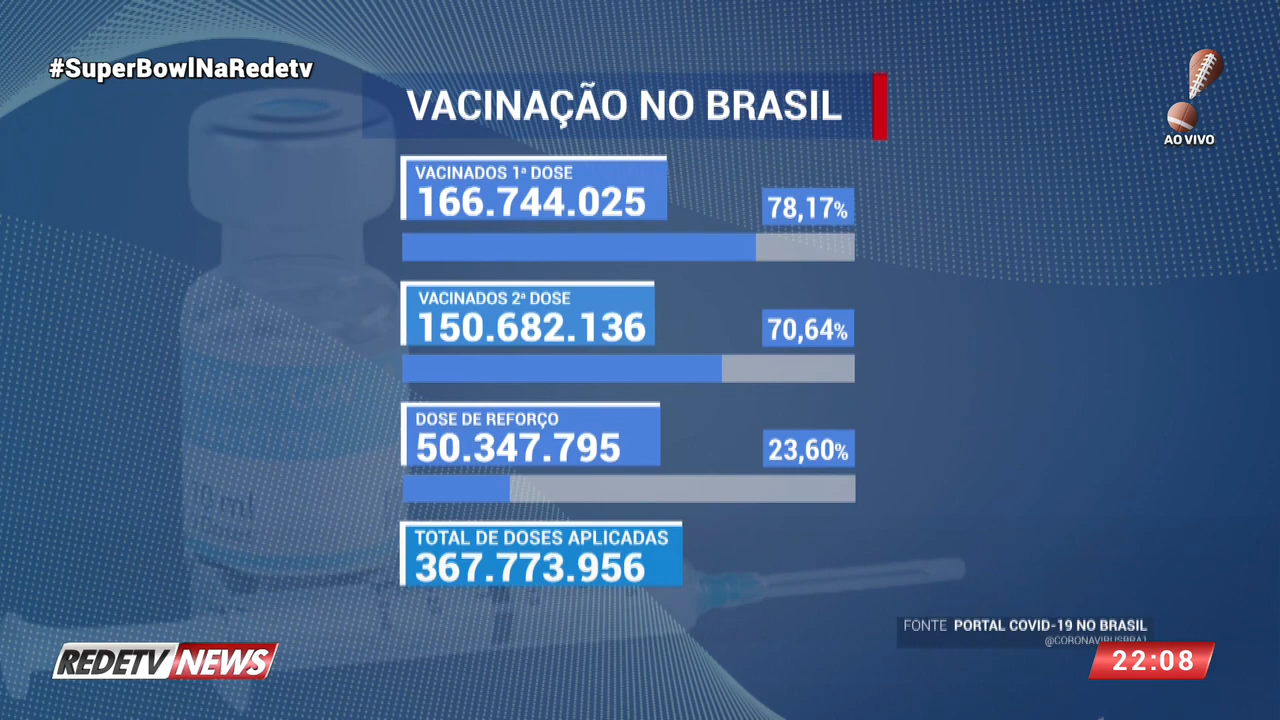 #SuperBowlNaRedetv
AO VIVO
VACINAÇÃO NO BRASIL
VACINADOS 1ª DOSE
166.744.025
78,17%
VACINADOS 2ª DOSE
150.682.136
70,64%
DOSE DE REFORÇO
50.347.795
23,60%
TOTAL DE DOSES APLICADAS
367.773.956
ml
FONTE PORTAL COVID-19 NO BRASIL
@CORONAVIRUSBRA1
REDETV NEWS
22:08